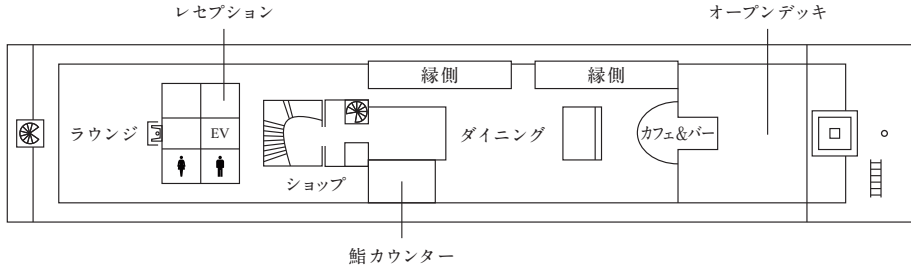 レセプション
オープンデッキ
縁側
縁側
ラウンジ
EV
ダイニング
カフェ&バー
ショップ
鮨カウンター